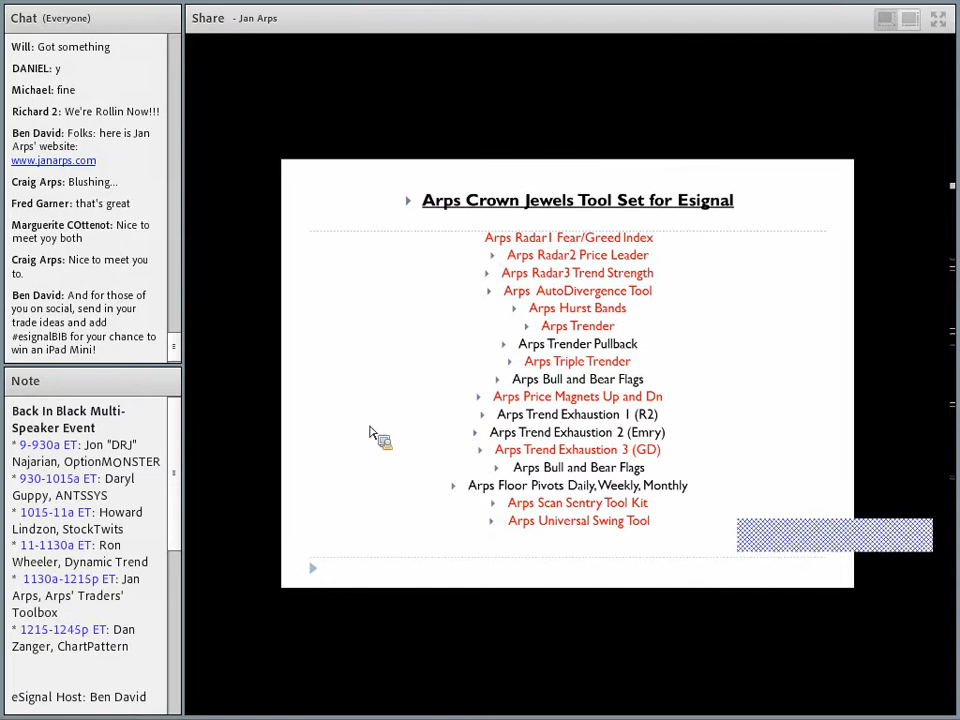 Chat (Everyone)
Will: Got something
DANIEL: y
Michael: fine
Richard 2: We're Rollin Now!!!
Ben David: Folks: here is Jan
Arps' website:
www.janarps.com
Craig Arps: Blushing...
Fred Garner: that's great
Marguerite COttenot: Nice to
meet yoy both
Craig Arps: Nice to meet you
to.
Ben David: And for those of
you on social, send in your
trade ideas and add
#esignalBIB for your chance to
win an iPad Mini!
Note
Back In Black Multi-
Speaker Event
* 9-930a ET: Jon "DRJ"
Najarian, OptionMONSTER
* 930-1015a ET: Daryl
Guppy, ANTSSYS
* 1015-11a ET: Howard
Lindzon, StockTwits
* 11-1130a ET: Ron
Wheeler, Dynamic Trend
* 1130a-1215p ET: Jan
Arps, Arps' Traders'
Toolbox
* 1215-1245p ET: Dan
Zanger, ChartPattern
eSignal Host: Ben David
Share - Jan Arps
Arps Crown Jewels Tool Set for Esignal
Arps Radar1 Fear/Greed Index
Arps Radar2 Price Leader
Arps Radar3 Trend Strength
Arps AutoDivergence Tool
Arps Hurst Bands
Arps Trender
Arps Trender Pullback
Arps Triple Trender
Arps Bull and Bear Flags
Arps Price Magnets Up and Dn
Arps Trend Exhaustion 1 (R2)
Arps Trend Exhaustion 2 (Emry)
Arps Trend Exhaustion 3 (GD)
Arps Bull and Bear Flags
Arps Floor Pivots Daily, Weekly, Monthly
Arps Scan Sentry Tool Kit
Arps Universal Swing Tool